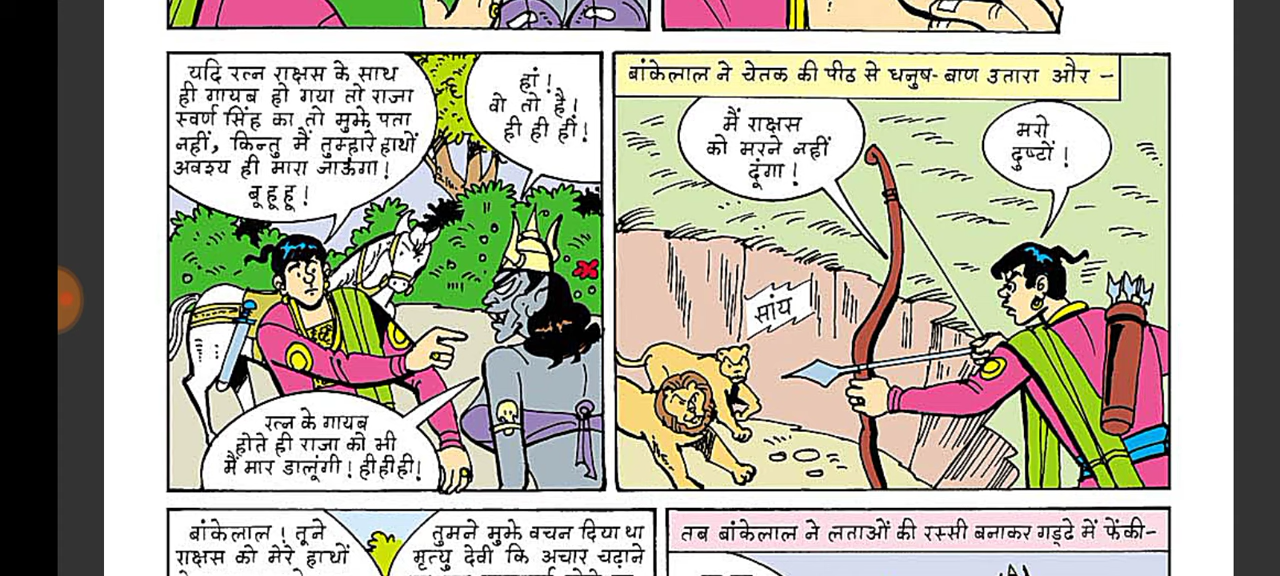 यदि रत्न राक्षस के साथ
ही गायब हो गया तो राजा
स्वर्ण सिंह का तो मुझे पता
नहीं, किन्तु मैं तुम्हारे हाथों
अवश्य ही मारा जाऊंगा!
बू हू हू!
हां!
वो तो है!
ही ही ही!
रत्न के गायब
होते ही राजा को भी
मैं मार डालूंगी! हीहीही!
बांकेलाल ने चेतक की पीठ से धनुष-बाण उतारा और –
मैं राक्षस
को मरने नहीं
दूंगा!
मरो
दुष्टों!
सांय
बांकेलाल! तूने
राक्षस को मेरे हाथों
तुमने मुझे वचन दिया था
मृत्यु देवी कि अचार चढ़ाने
तब बांकेलाल ने लताओं की रस्सी बनाकर गड्ढे में फेंकी–